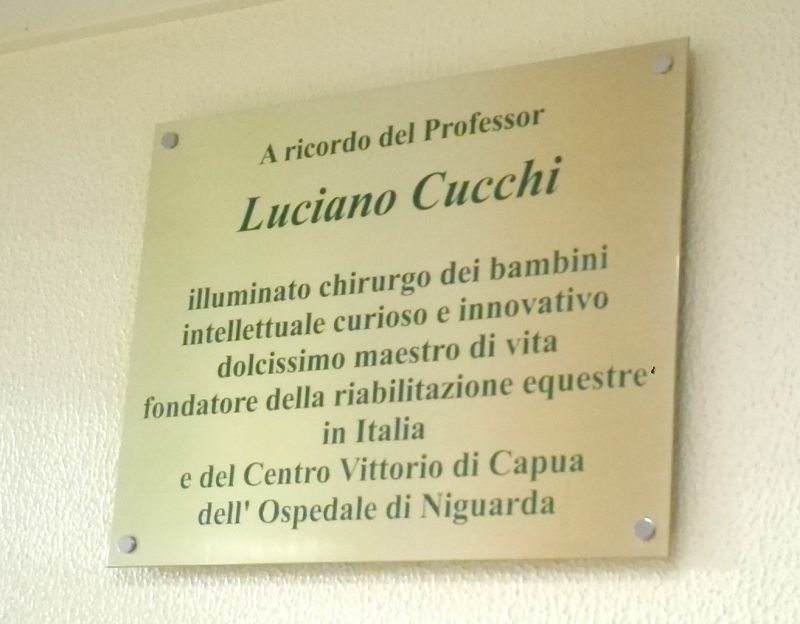 A ricordo del Professor
Luciano Cucchi
illuminato chirurgo dei bambini
intellettuale curioso e innovativo
dolcissimo maestro di vita
fondatore della riabilitazione equestre
in Italia
e del Centro Vittorio di Capua
dell' Ospedale di Niguarda